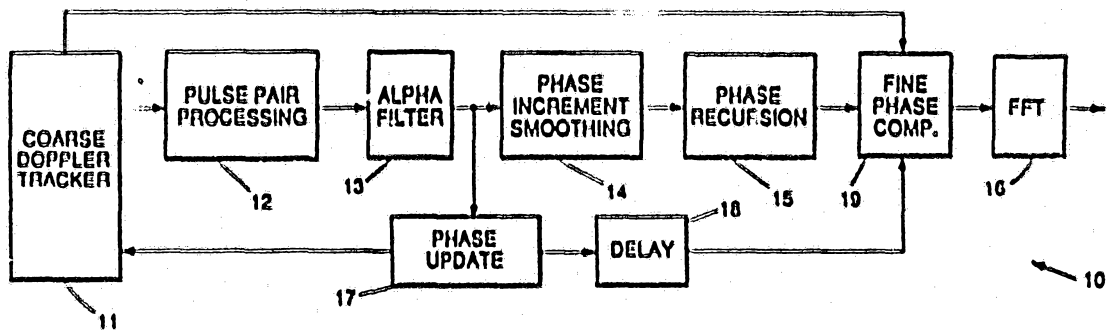 COARSE
DOPPLER
TRACKER
11
PULSE PAIR
PROCESSING
12
ALPHA
FILTER
13
PHASE
INCREMENT
SMOOTHING
14
PHASE
RECURSION
15
FINE
PHASE
COMP.
19
FFT
16
PHASE
UPDATE
17
DELAY
18
10